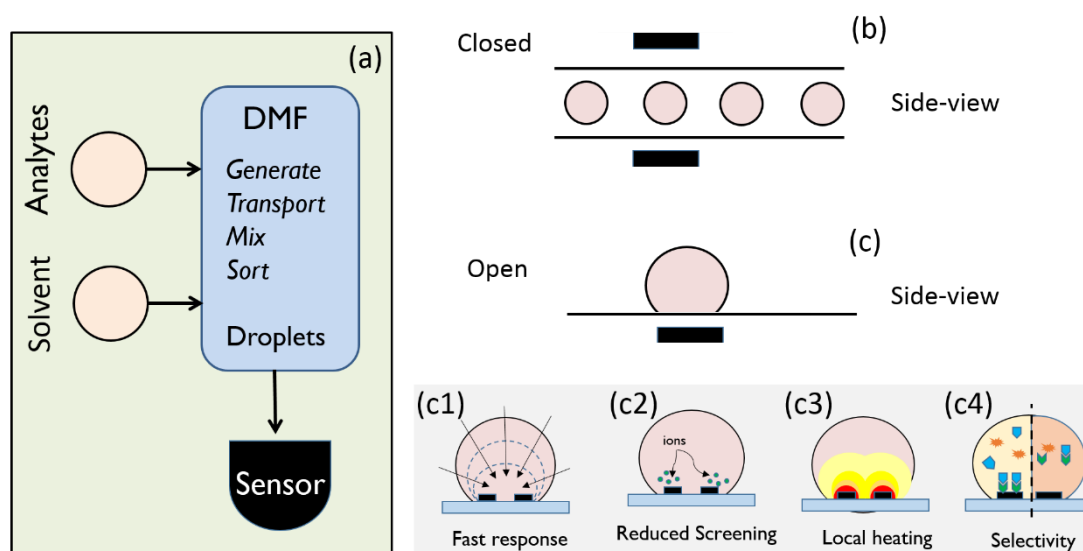 (a)
Analytes
Solvent
DMF
Generate
Transport
Mix
Sort
Droplets
Sensor
(b)
Closed
Side-view
(c)
Open
Side-view
(c1)
Fast response
(c2)
ions
Reduced Screening
(c3)
Local heating
(c4)
Selectivity